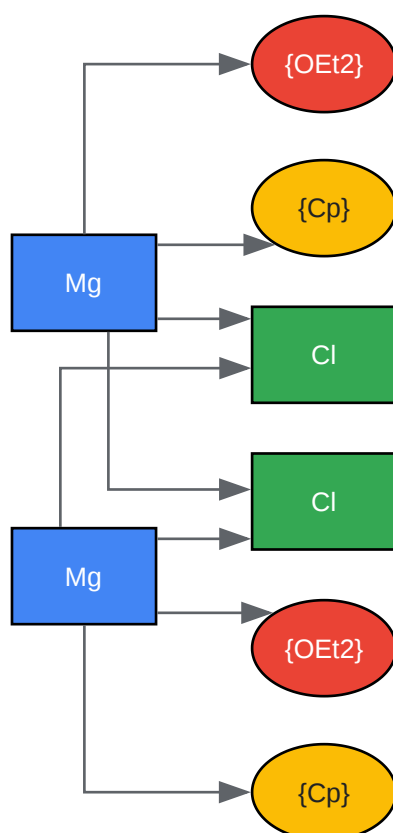 {OEt2}
{Cp}
Mg
Cl
Cl
Mg
{OEt2}
{Cp}